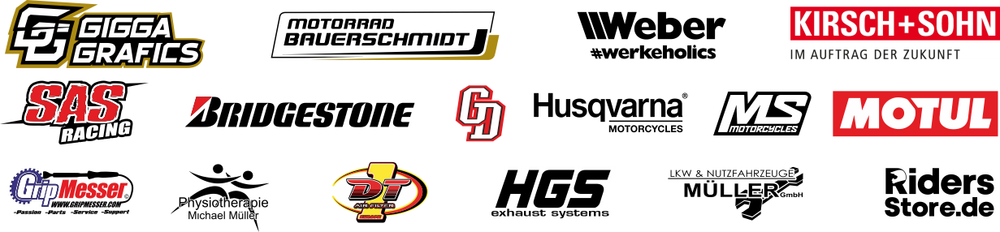 GG GIGGA
GRAFICS
MOTORRAD
BAUERSCHMIDT
Weber
#werkeholics
KIRSCH+SOHN
IM AUFTRAG DER ZUKUNFT
SAS
RACING
BRIDGESTONE
GD
Husqvarna®
MOTORCYCLES
MS
MOTORCYCLES
MOTUL
GripMesser
WWW.GRIPMESSER.COM
-Passion -Parts -Service -Support
Physiotherapie
Michael Müller
DT 1
AIR FILTER
HGS
exhaust systems
LKW & NUTZFAHRZEUGE
MÜLLER GmbH
Riders
Store.de